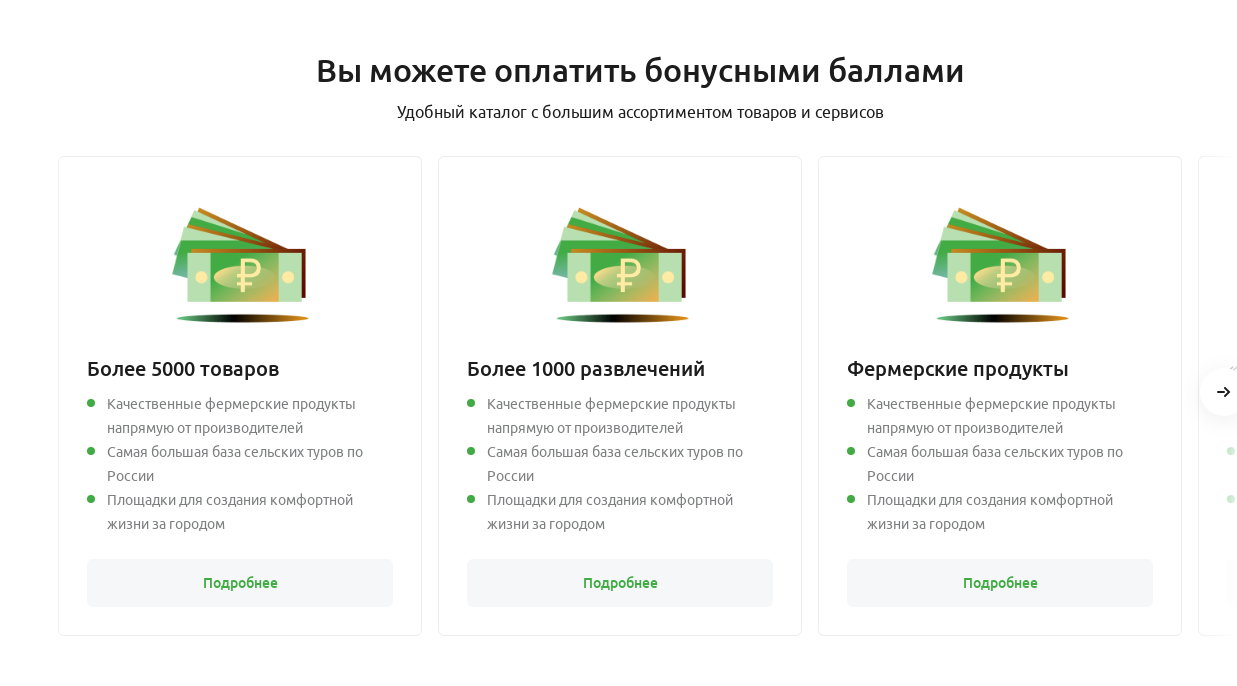 Вы можете оплатить бонусными баллами
Удобный каталог с большим ассортиментом товаров и сервисов
Более 5000 товаров
Качественные фермерские продукты
напрямую от производителей
Самая большая база сельских туров по
России
Площадки для создания комфортной
жизни за городом
Подробнее
Более 1000 развлечений
Качественные фермерские продукты
напрямую от производителей
Самая большая база сельских туров по
России
Площадки для создания комфортной
жизни за городом
Подробнее
Фермерские продукты
Качественные фермерские продукты
напрямую от производителей
Самая большая база сельских туров по
России
Площадки для создания комфортной
жизни за городом
Подробнее